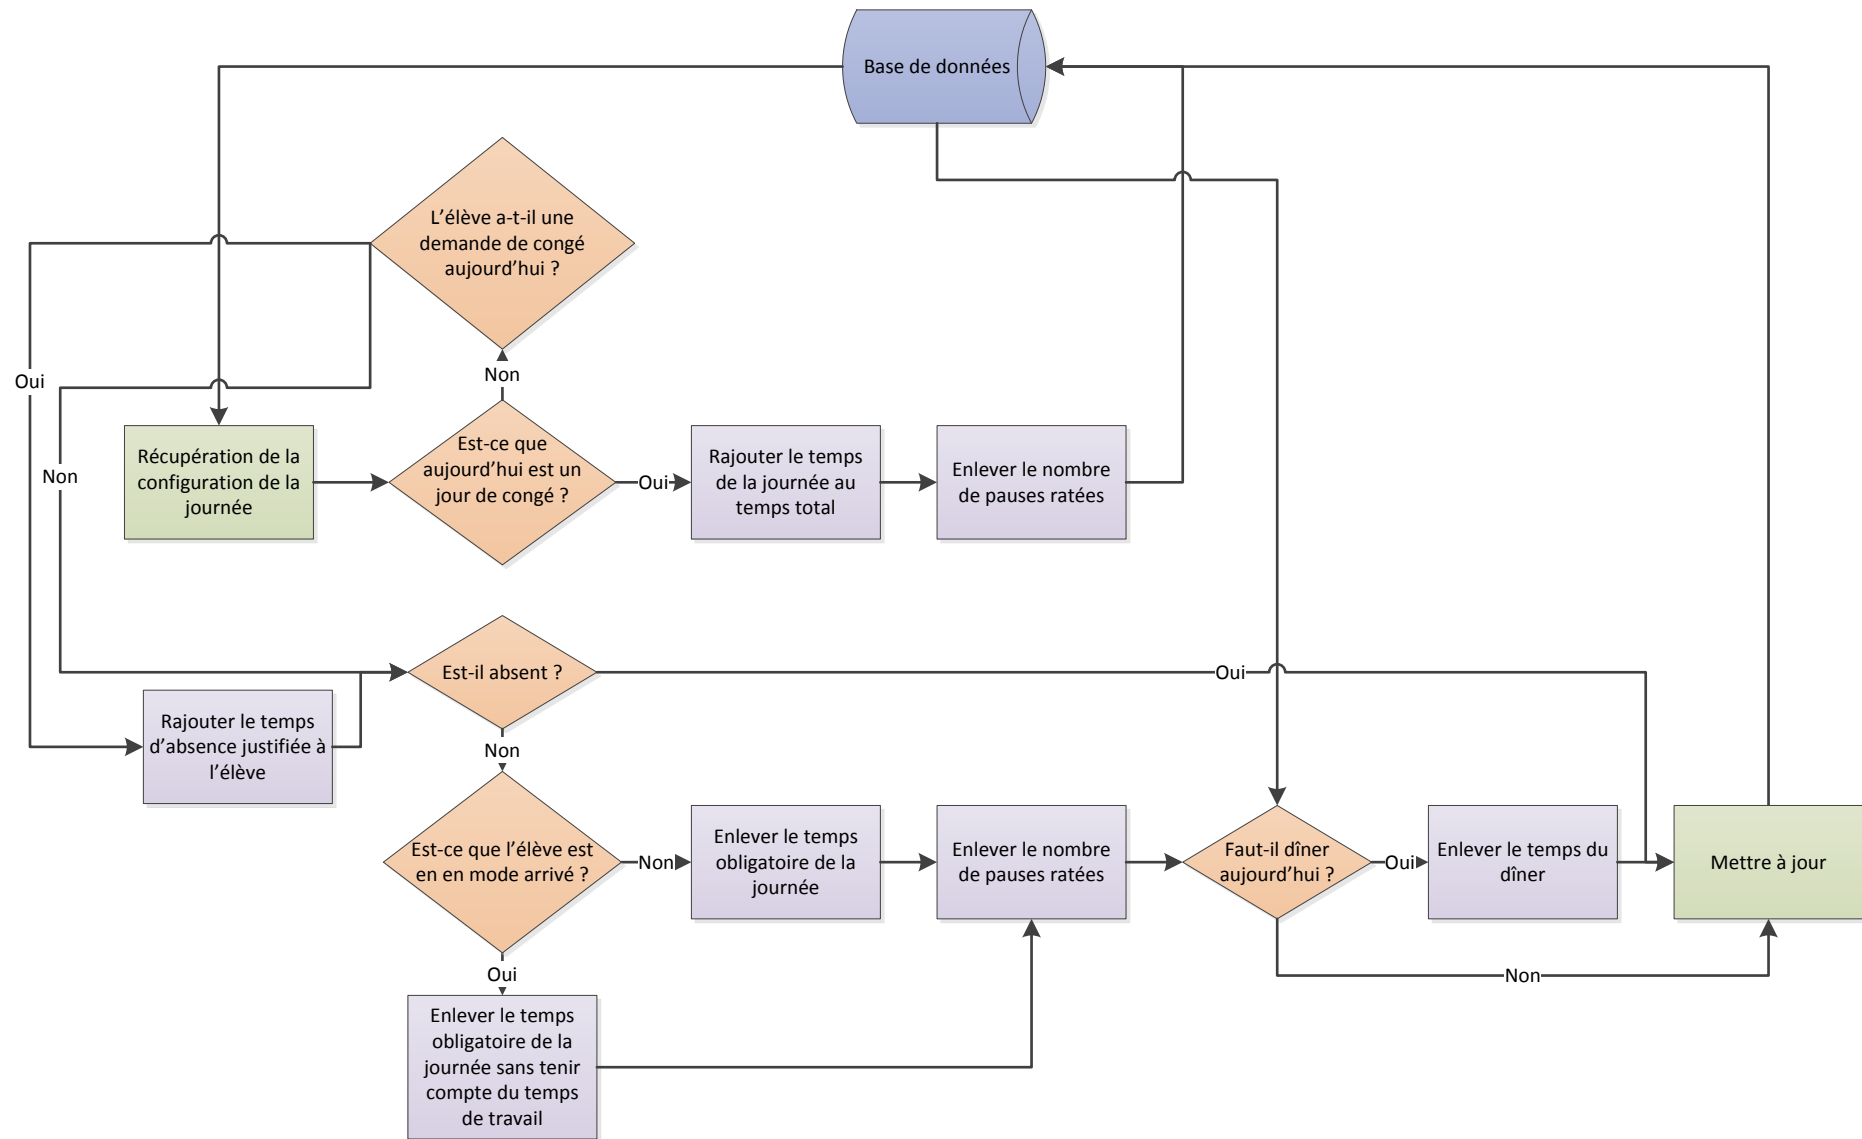 Base de données
L'élève a-t-il une
demande de congé
aujourd'hui ?
Oui
Non
Non
Récupération de la
configuration de la
journée
Est-ce que
aujourd'hui est un
jour de congé ?
Oui
Rajouter le temps
de la journée au
temps total
Enlever le nombre
de pauses ratées
Est-il absent ?
Oui
Rajouter le temps
d'absence justifiée à
l'élève
Non
Est-ce que l'élève est
en en mode arrivé ?
Non
Enlever le temps
obligatoire de la
journée
Enlever le nombre
de pauses ratées
Faut-il dîner
aujourd'hui ?
Oui
Enlever le temps du
dîner
Mettre à jour
Oui
Non
Enlever le temps
obligatoire de la
journée sans tenir
compte du temps
de travail